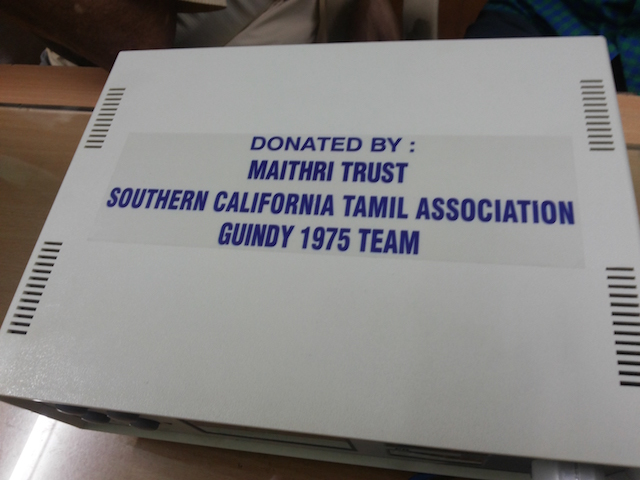 DONATED BY :
MAITHRI TRUST
SOUTHERN CALIFORNIA TAMIL ASSOCIATION
GUINDY 1975 TEAM